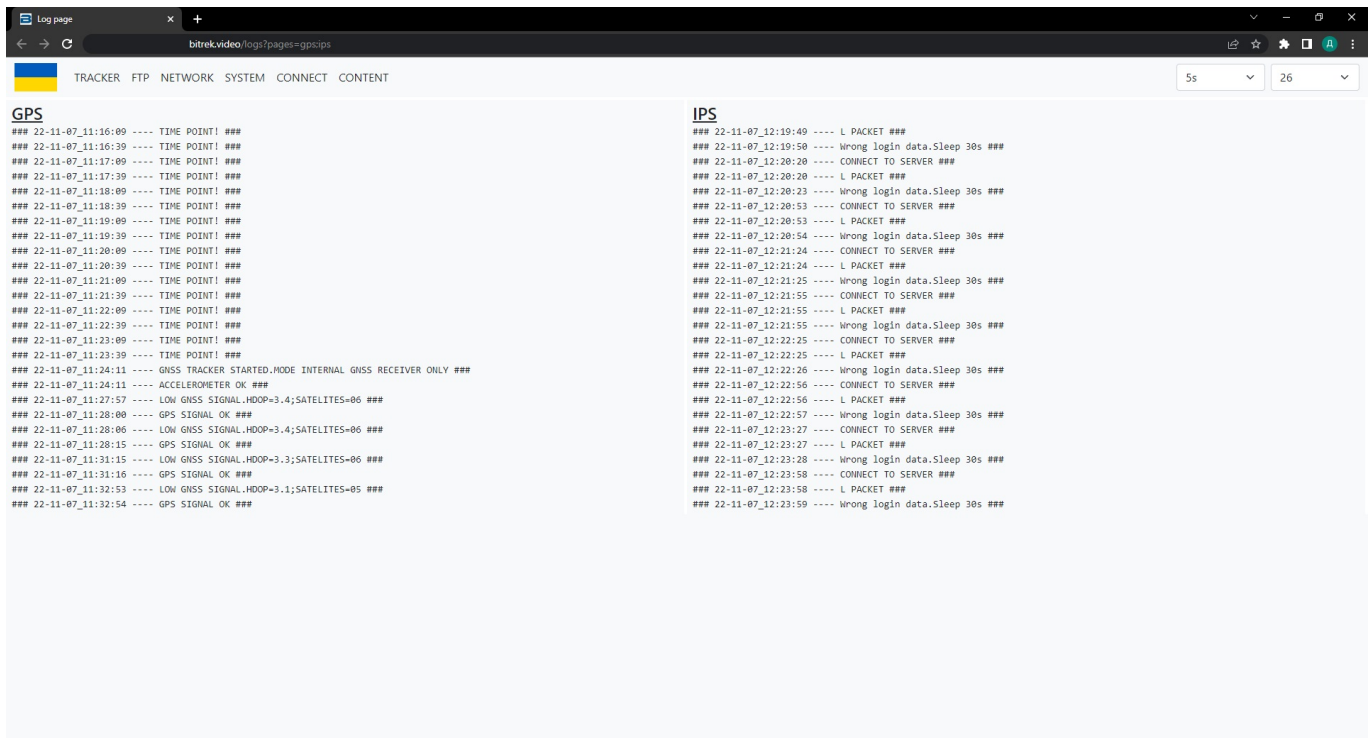 Log page
bitrek.video/logs?pages=gps:ips
TRACKER FTP NETWORK SYSTEM CONNECT CONTENT
5s
26
GPS
### 22-11-07_11:16:09 ---- TIME POINT! ###
### 22-11-07_11:16:39 ---- TIME POINT! ###
### 22-11-07_11:17:09 ---- TIME POINT! ###
### 22-11-07_11:17:39 ---- TIME POINT! ###
### 22-11-07_11:18:09 ---- TIME POINT! ###
### 22-11-07_11:18:39 ---- TIME POINT! ###
### 22-11-07_11:19:09 ---- TIME POINT! ###
### 22-11-07_11:19:39 ---- TIME POINT! ###
### 22-11-07_11:20:09 ---- TIME POINT! ###
### 22-11-07_11:20:39 ---- TIME POINT! ###
### 22-11-07_11:21:09 ---- TIME POINT! ###
### 22-11-07_11:21:39 ---- TIME POINT! ###
### 22-11-07_11:22:09 ---- TIME POINT! ###
### 22-11-07_11:22:39 ---- TIME POINT! ###
### 22-11-07_11:23:09 ---- TIME POINT! ###
### 22-11-07_11:23:39 ---- TIME POINT! ###
### 22-11-07_11:24:11 ---- GNSS TRACKER STARTED.MODE INTERNAL GNSS RECEIVER ONLY ###
### 22-11-07_11:24:11 ---- ACCELEROMETER OK ###
### 22-11-07_11:27:57 ---- LOW GNSS SIGNAL.HDOP=3.4;SATELITES=06 ###
### 22-11-07_11:28:00 ---- GPS SIGNAL OK ###
### 22-11-07_11:28:06 ---- LOW GNSS SIGNAL.HDOP=3.4;SATELITES=06 ###
### 22-11-07_11:28:15 ---- GPS SIGNAL OK ###
### 22-11-07_11:31:15 ---- LOW GNSS SIGNAL.HDOP=3.3;SATELITES=06 ###
### 22-11-07_11:31:16 ---- GPS SIGNAL OK ###
### 22-11-07_11:32:53 ---- LOW GNSS SIGNAL.HDOP=3.1;SATELITES=05 ###
### 22-11-07_11:32:54 ---- GPS SIGNAL OK ###
IPS
### 22-11-07_12:19:49 ---- L PACKET ###
### 22-11-07_12:19:50 ---- Wrong login data.Sleep 30s ###
### 22-11-07_12:20:20 ---- CONNECT TO SERVER ###
### 22-11-07_12:20:20 ---- L PACKET ###
### 22-11-07_12:20:23 ---- Wrong login data.Sleep 30s ###
### 22-11-07_12:20:53 ---- CONNECT TO SERVER ###
### 22-11-07_12:20:53 ---- L PACKET ###
### 22-11-07_12:20:54 ---- Wrong login data.Sleep 30s ###
### 22-11-07_12:21:24 ---- CONNECT TO SERVER ###
### 22-11-07_12:21:24 ---- L PACKET ###
### 22-11-07_12:21:25 ---- Wrong login data.Sleep 30s ###
### 22-11-07_12:21:55 ---- CONNECT TO SERVER ###
### 22-11-07_12:21:55 ---- L PACKET ###
### 22-11-07_12:21:55 ---- Wrong login data.Sleep 30s ###
### 22-11-07_12:22:25 ---- CONNECT TO SERVER ###
### 22-11-07_12:22:25 ---- L PACKET ###
### 22-11-07_12:22:26 ---- Wrong login data.Sleep 30s ###
### 22-11-07_12:22:56 ---- CONNECT TO SERVER ###
### 22-11-07_12:22:56 ---- L PACKET ###
### 22-11-07_12:22:57 ---- Wrong login data.Sleep 30s ###
### 22-11-07_12:23:27 ---- CONNECT TO SERVER ###
### 22-11-07_12:23:27 ---- L PACKET ###
### 22-11-07_12:23:28 ---- Wrong login data.Sleep 30s ###
### 22-11-07_12:23:58 ---- CONNECT TO SERVER ###
### 22-11-07_12:23:58 ---- L PACKET ###
### 22-11-07_12:23:59 ---- Wrong login data.Sleep 30s ###